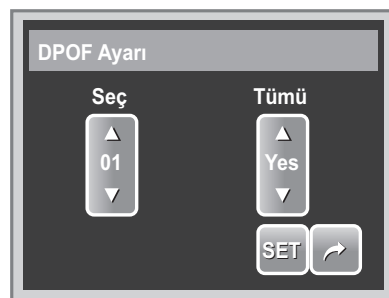 DPOF Ayarı
Seç Tümü
01 Yes
SET